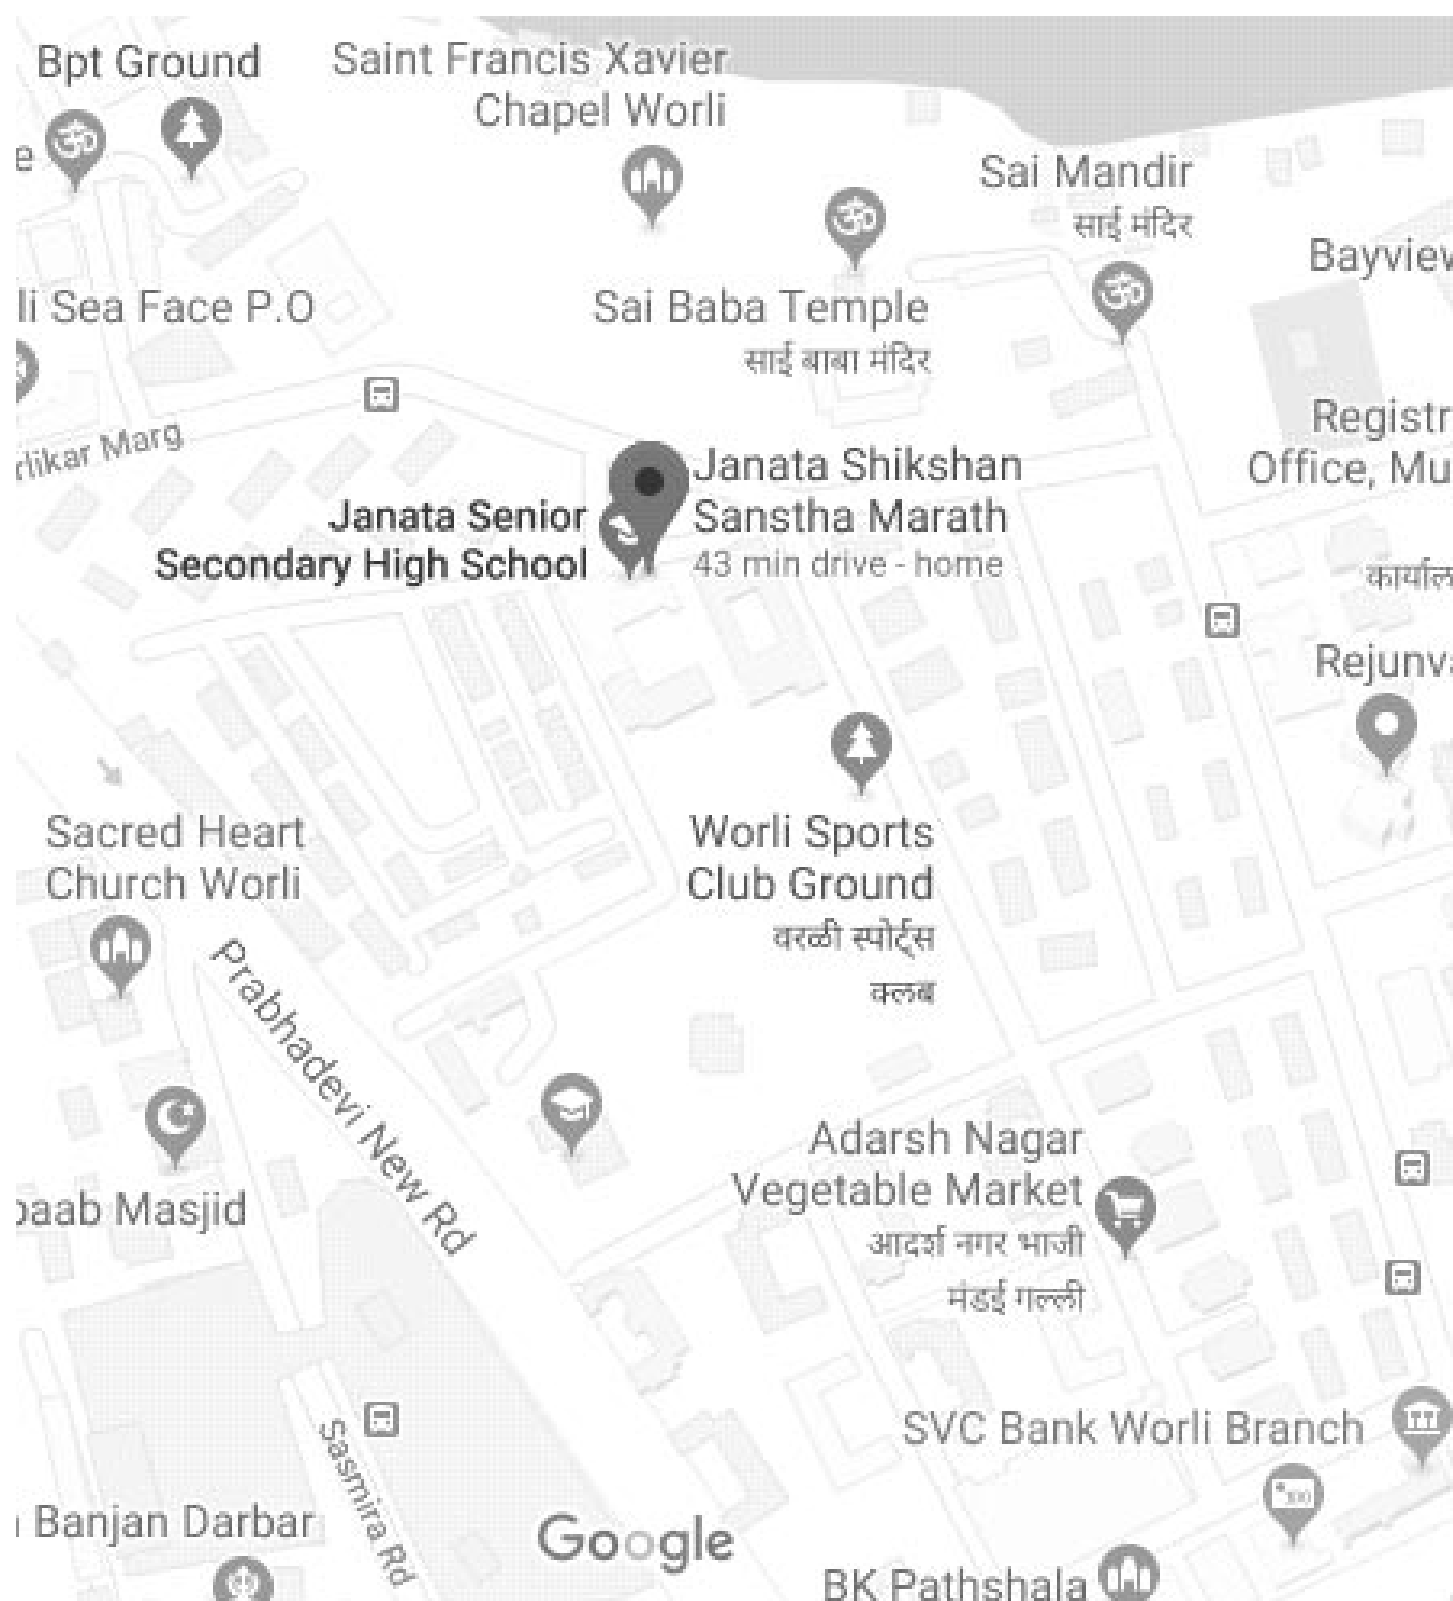 Bpt Ground
Saint Francis Xavier
Chapel Worli
e
Sai Mandir
साई मंदिर
Bayview
li Sea Face P.O
Sai Baba Temple
साई बाबा मंदिर
rlikar Marg
Registr
Office, Mu
कार्याल
Janata Shikshan
Sanstha Marath
43 min drive - home
Janata Senior
Secondary High School
Rejunva
Sacred Heart
Church Worli
Worli Sports
Club Ground
वरळी स्पोर्ट्स
क्लब
Prabhadevi New Rd
Adarsh Nagar
Vegetable Market
आदर्श नगर भाजी
मंडई गल्ली
baab Masjid
SVC Bank Worli Branch
Sasmira Rd
Banjan Darbar
Google
BK Pathshala